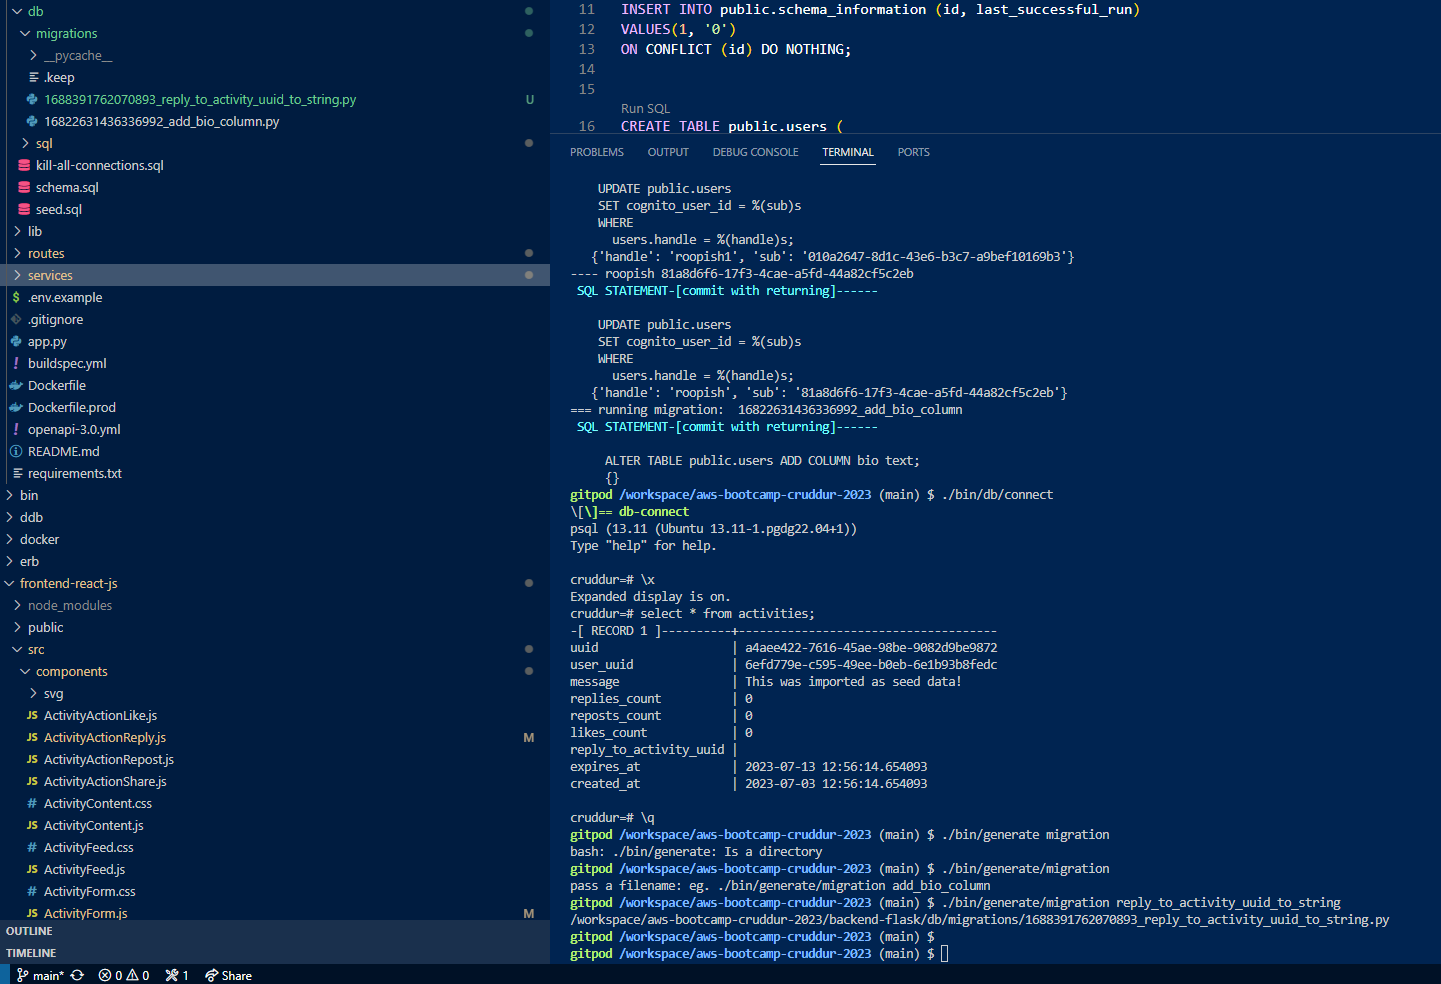 db
migrations
__pycache__
.keep
1688391762070893_reply_to_activity_uuid_to_string.py U
16822631436336992_add_bio_column.py
sql
kill-all-connections.sql
schema.sql
seed.sql
lib
routes
services
.env.example
.gitignore
app.py
buildspec.yml
Dockerfile
Dockerfile.prod
openapi-3.0.yml
README.md
requirements.txt
bin
ddb
docker
erb
frontend-react-js
node_modules
public
src
components
svg
ActivityActionLike.js
ActivityActionReply.js M
ActivityActionRepost.js
ActivityActionShare.js
ActivityContent.css
ActivityContent.js
ActivityFeed.css
ActivityFeed.js
ActivityForm.css
ActivityForm.js M
OUTLINE
TIMELINE
11 INSERT INTO public.schema_information (id, last_successful_run)
12 VALUES(1, '0')
13 ON CONFLICT (id) DO NOTHING;
14
15
Run SQL
16 CREATE TABLE public.users (
PROBLEMS OUTPUT DEBUG CONSOLE TERMINAL PORTS
UPDATE public.users
SET cognito_user_id = %(sub)s
WHERE
users.handle = %(handle)s;
{'handle': 'roopish1', 'sub': '010a2647-8d1c-43e6-b3c7-a9bef10169b3'}
---- roopish 81a8d6f6-17f3-4cae-a5fd-44a82cf5c2eb
SQL STATEMENT-[commit with returning]------
UPDATE public.users
SET cognito_user_id = %(sub)s
WHERE
users.handle = %(handle)s;
{'handle': 'roopish', 'sub': '81a8d6f6-17f3-4cae-a5fd-44a82cf5c2eb'}
=== running migration:  16822631436336992_add_bio_column
SQL STATEMENT-[commit with returning]------
ALTER TABLE public.users ADD COLUMN bio text;
{}
gitpod /workspace/aws-bootcamp-cruddur-2023 (main) $ ./bin/db/connect
\[\]== db-connect
psql (13.11 (Ubuntu 13.11-1.pgdg22.04+1))
Type "help" for help.
cruddur=# \x
Expanded display is on.
cruddur=# select * from activities;
-[ RECORD 1 ]----------+-------------------------------------
uuid | a4aee422-7616-45ae-98be-9082d9be9872
user_uuid | 6efd779e-c595-49ee-b0eb-6e1b93b8fedc
message | This was imported as seed data!
replies_count | 0
reposts_count | 0
likes_count | 0
reply_to_activity_uuid |
expires_at | 2023-07-13 12:56:14.654093
created_at | 2023-07-03 12:56:14.654093
cruddur=# \q
gitpod /workspace/aws-bootcamp-cruddur-2023 (main) $ ./bin/generate migration
bash: ./bin/generate: Is a directory
gitpod /workspace/aws-bootcamp-cruddur-2023 (main) $ ./bin/generate/migration
pass a filename: eg. ./bin/generate/migration add_bio_column
gitpod /workspace/aws-bootcamp-cruddur-2023 (main) $ ./bin/generate/migration reply_to_activity_uuid_to_string
/workspace/aws-bootcamp-cruddur-2023/backend-flask/db/migrations/1688391762070893_reply_to_activity_uuid_to_string.py
gitpod /workspace/aws-bootcamp-cruddur-2023 (main) $
gitpod /workspace/aws-bootcamp-cruddur-2023 (main) $
main* 0 0 1 Share